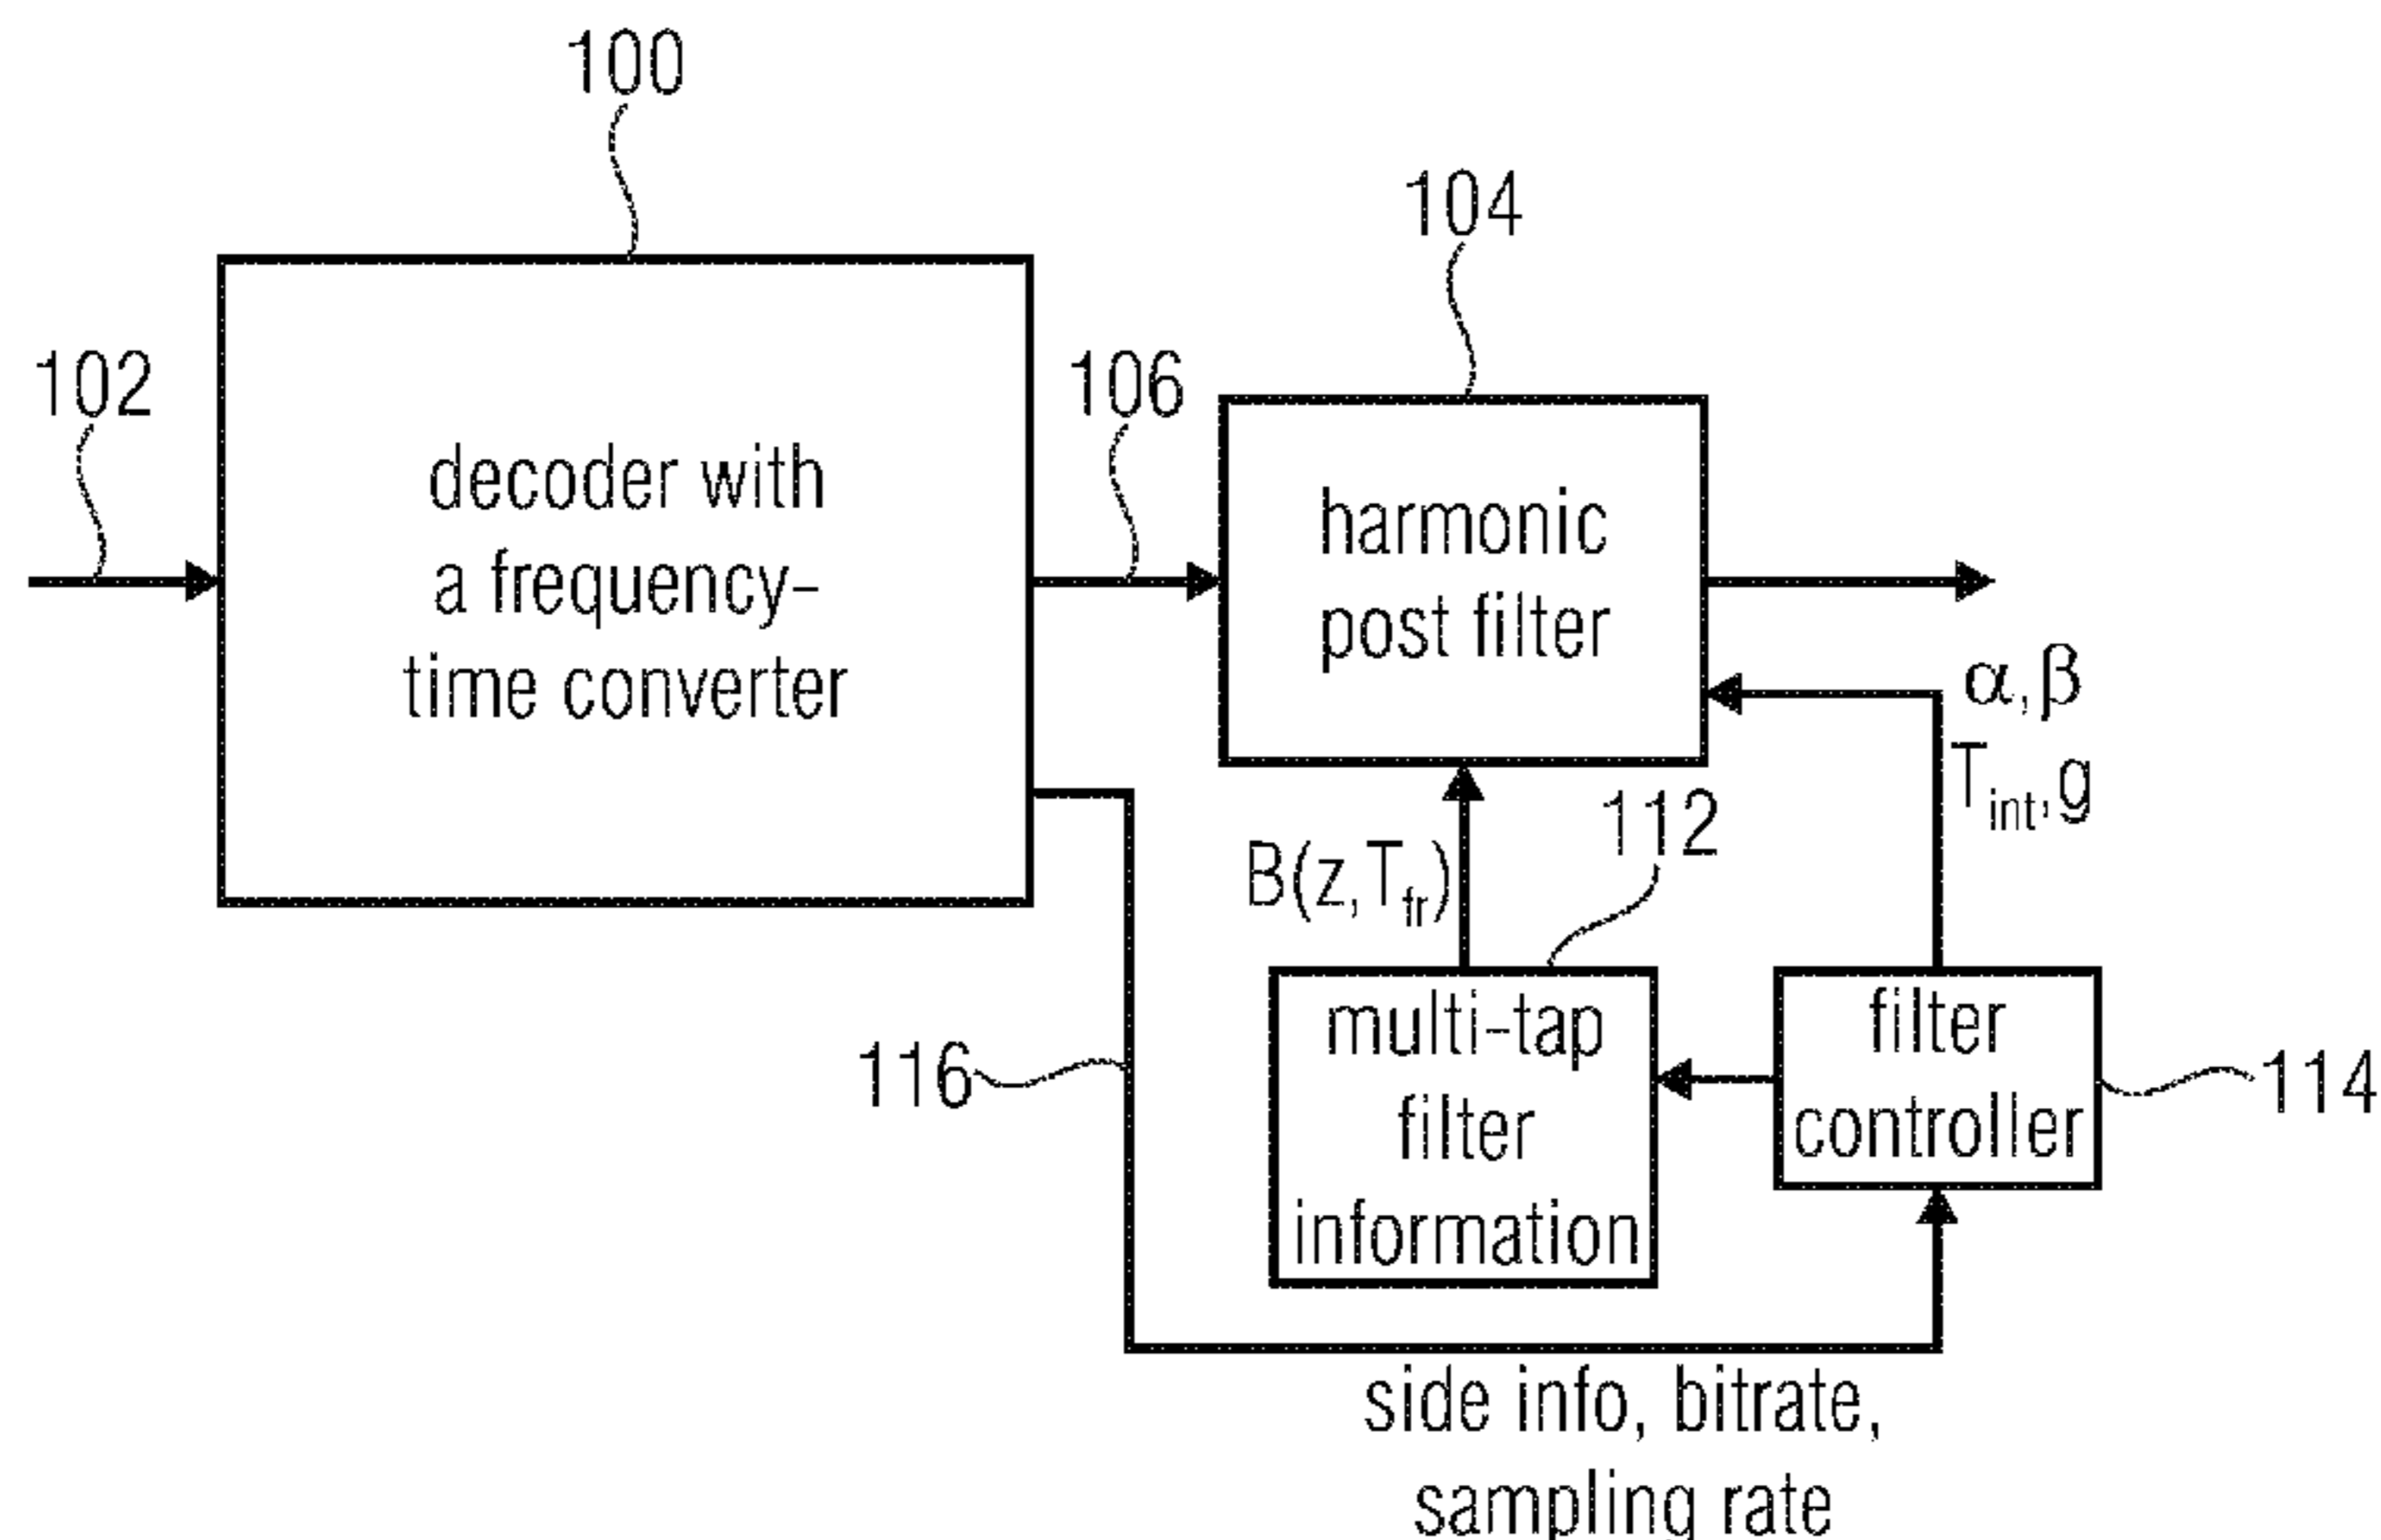 100
104
102
106
decoder with
a frequency-
time converter
harmonic
post filter
α, β
T_int, g
112
B(z,T_fr)
multi-tap
filter
information
filter
controller
114
116
side info, bitrate,
sampling rate